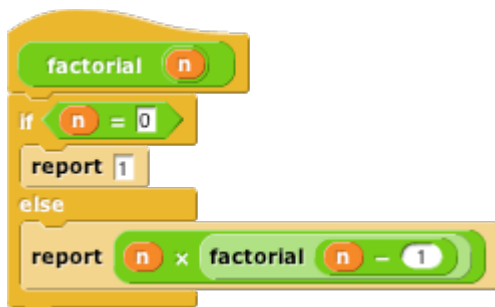 factorial n
if n = 0
report 1
else
report n × factorial n - 1